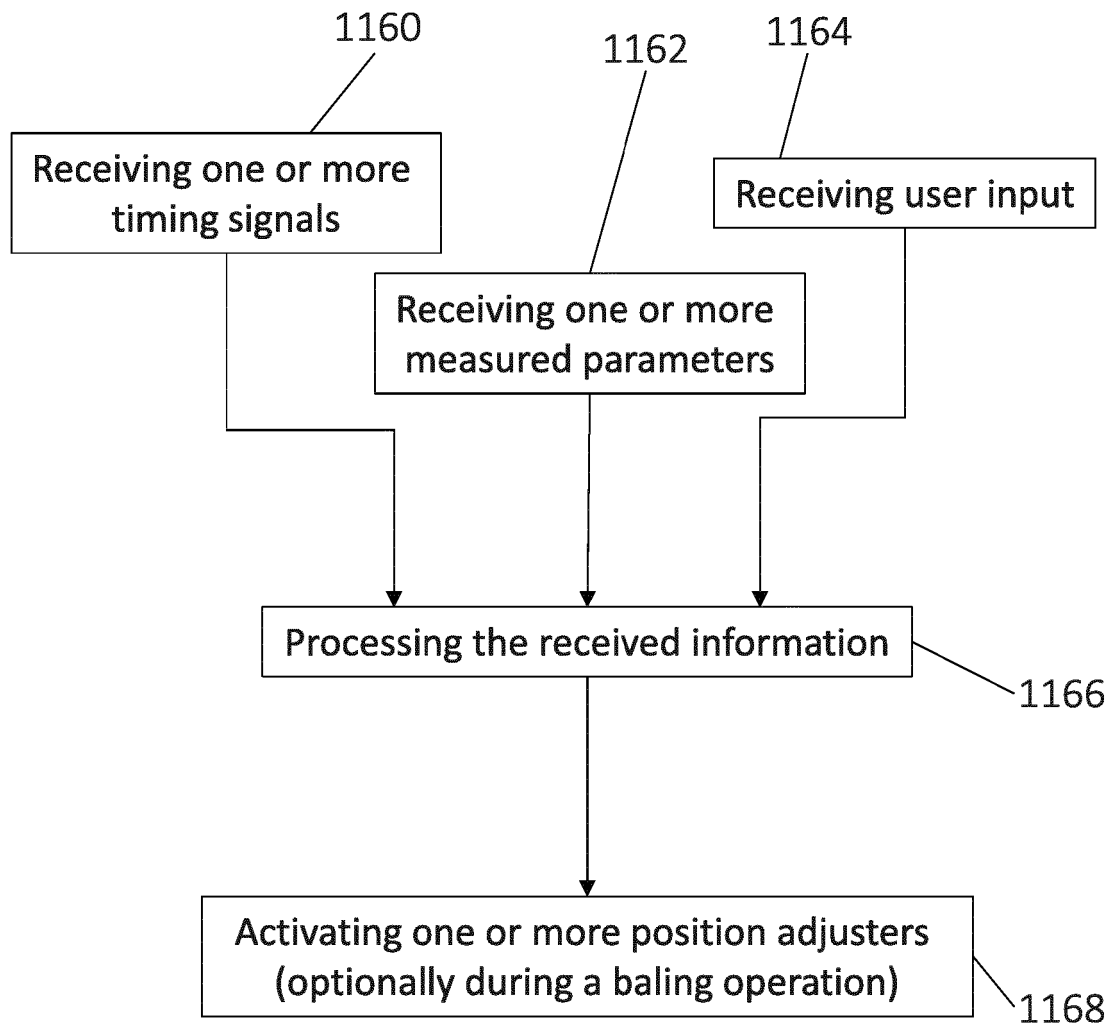 1160
1162
1164
Receiving one or more
timing signals
Receiving user input
Receiving one or more
measured parameters
Processing the received information
1166
Activating one or more position adjusters
(optionally during a baling operation)
1168